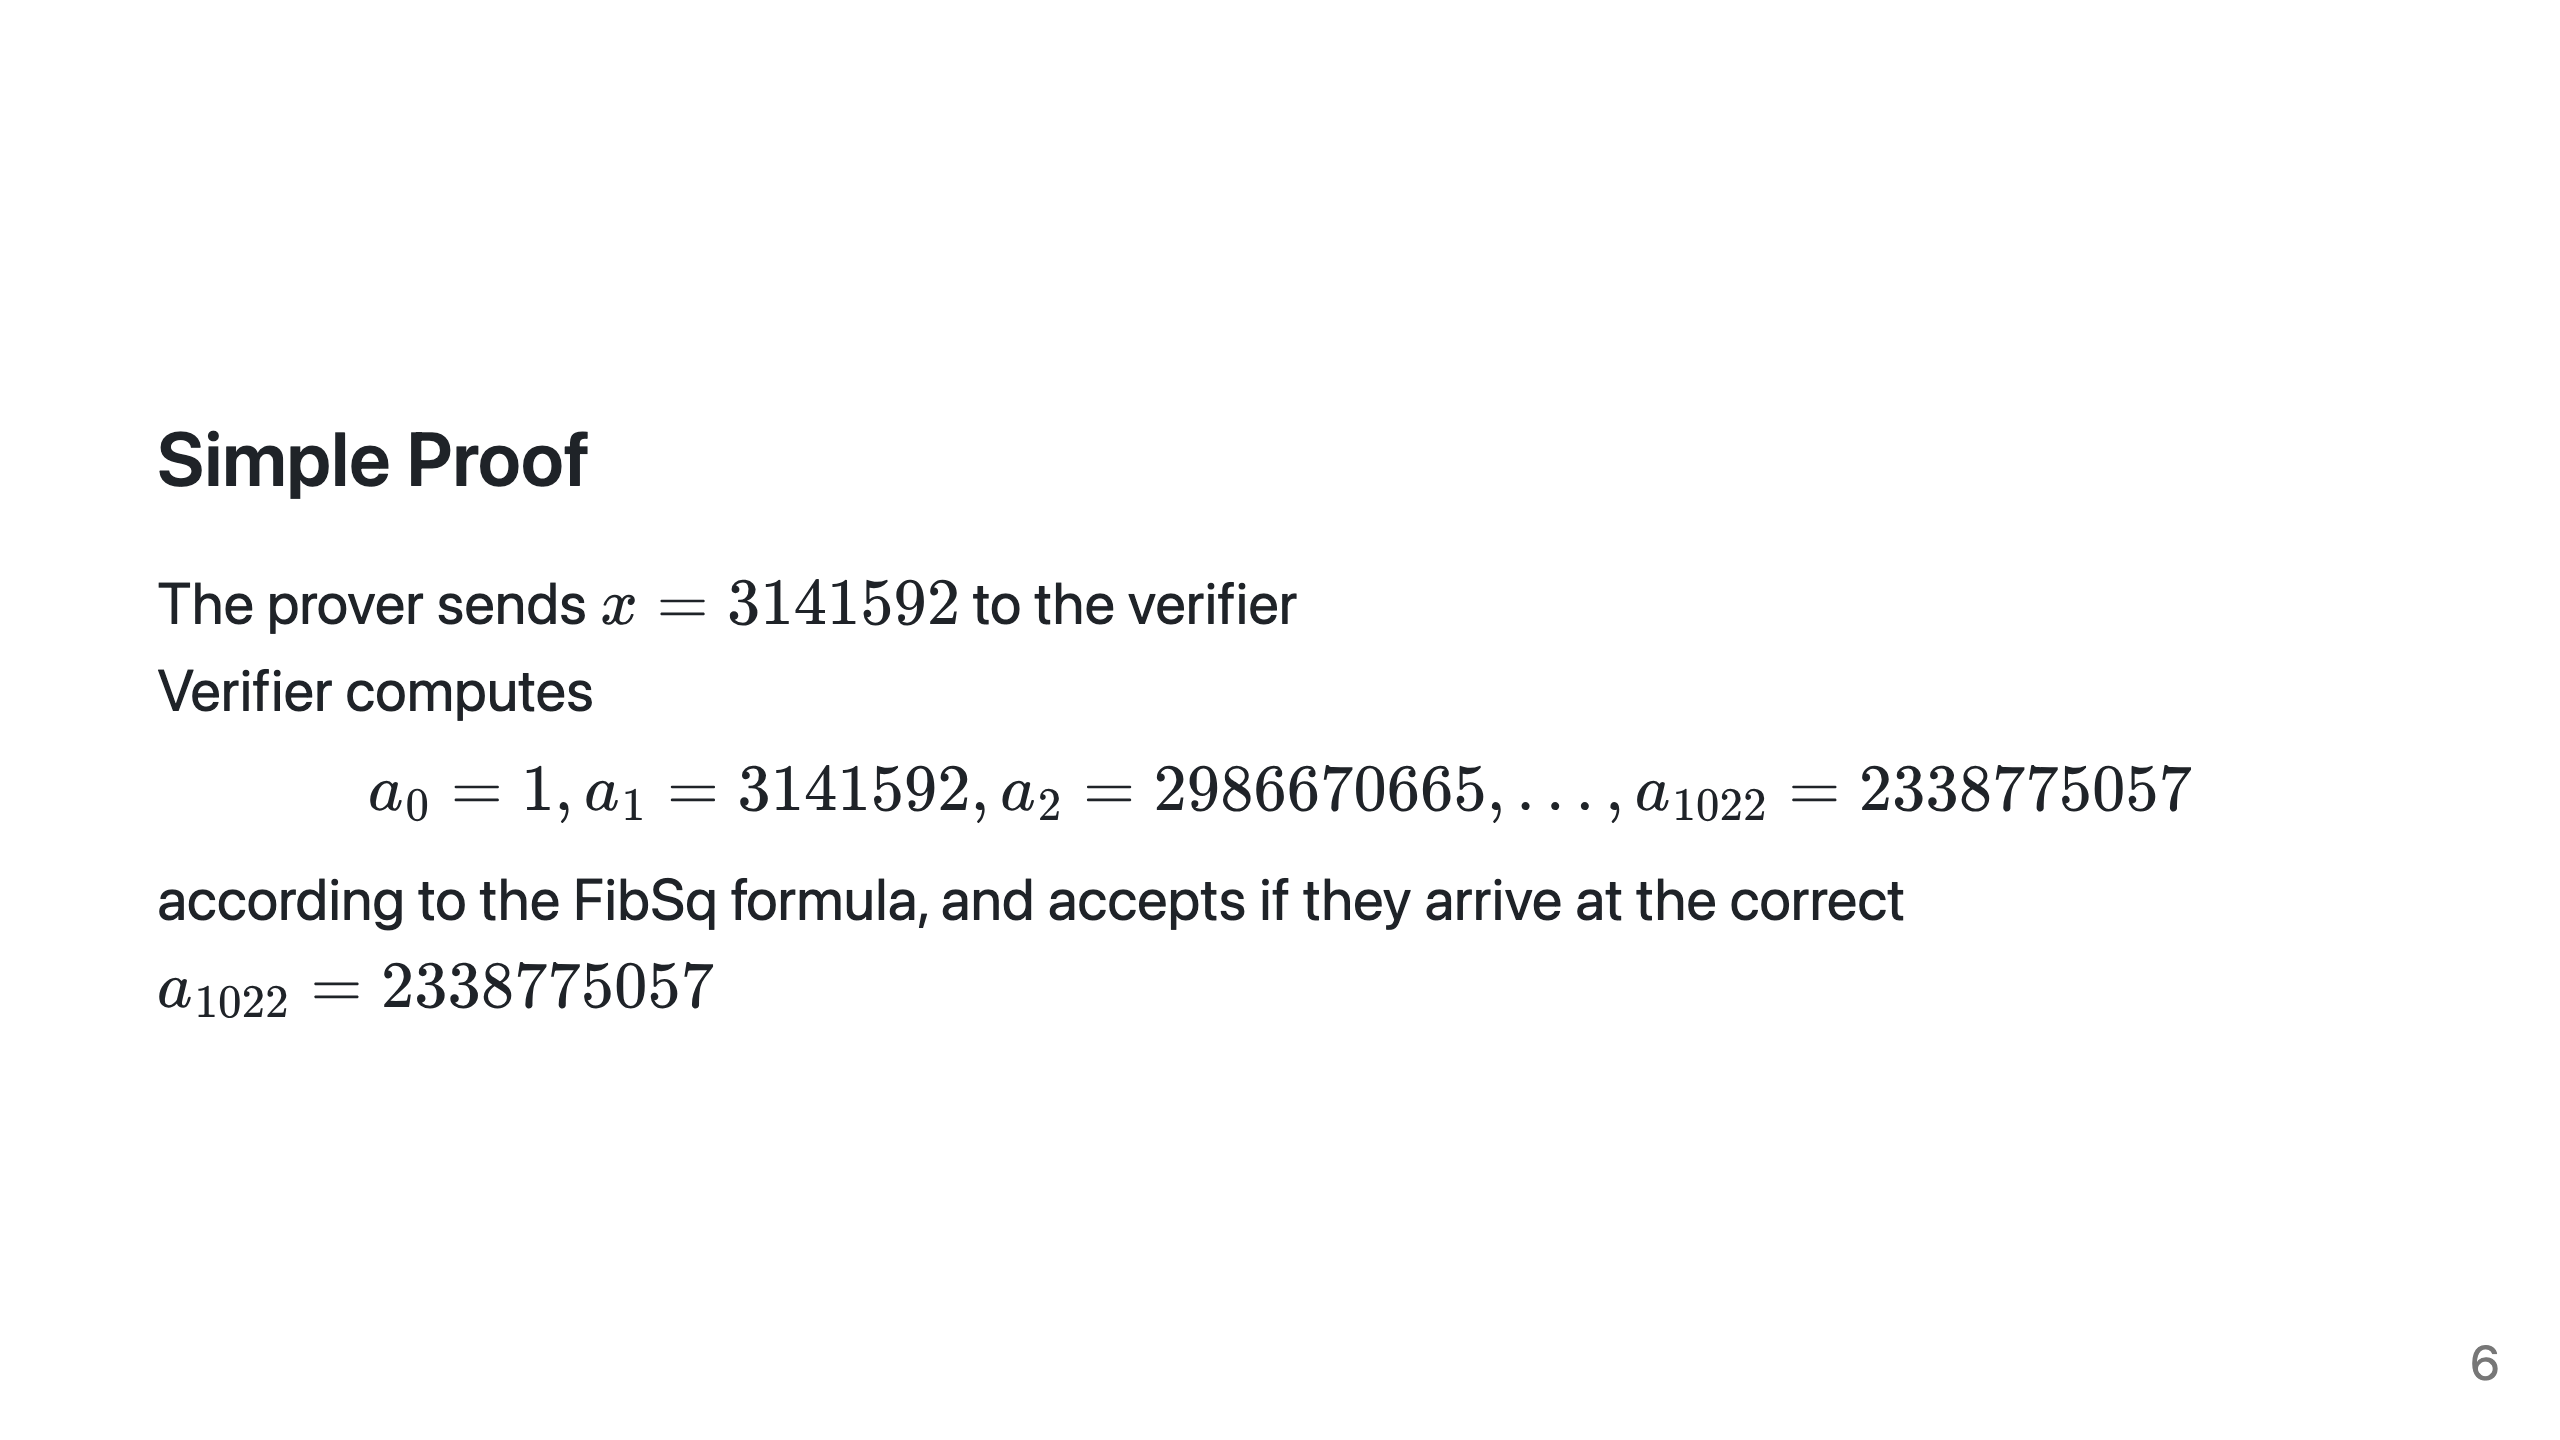 Simple Proof
The prover sends x = 3141592 to the verifier
Verifier computes
a₀ = 1, a₁ = 3141592, a₂ = 2986670665, . . . , a₁₀₂₂ = 2338775057
according to the FibSq formula, and accepts if they arrive at the correct
a₁₀₂₂ = 2338775057
6